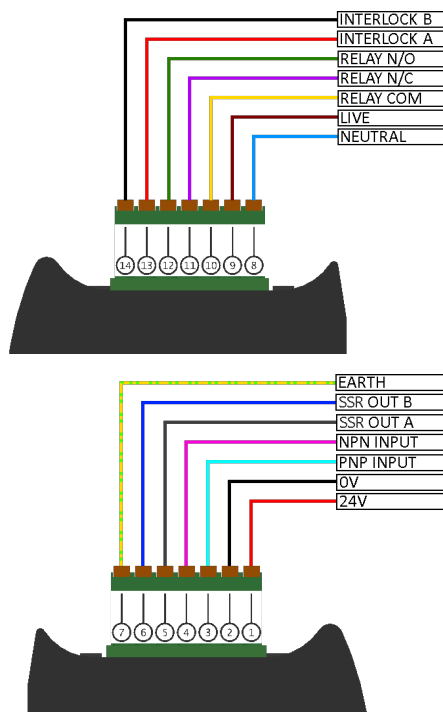 INTERLOCK B
INTERLOCK A
RELAY N/O
RELAY N/C
RELAY COM
LIVE
NEUTRAL
14 13 12 11 10 9 8
EARTH
SSR OUT B
SSR OUT A
NPN INPUT
PNP INPUT
0V
24V
7 6 5 4 3 2 1